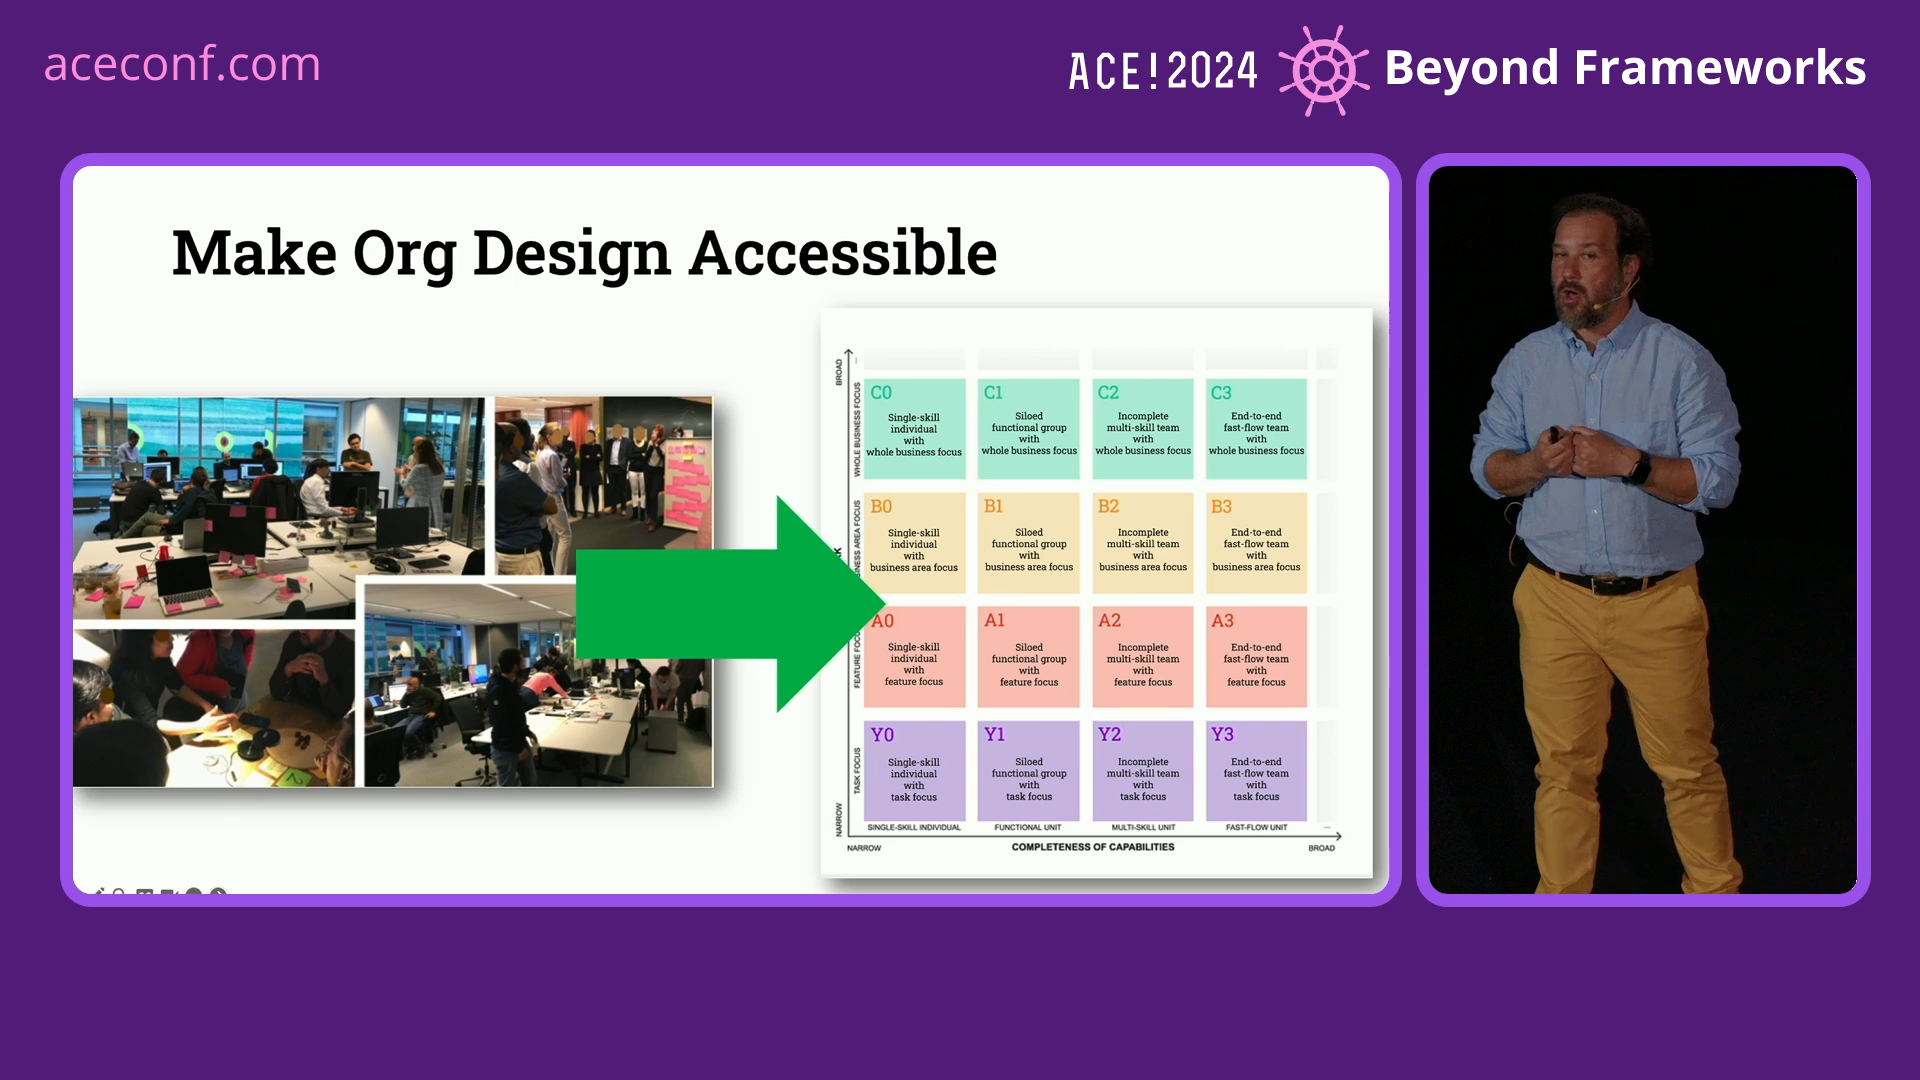 aceconf.com
ACE!2024 Beyond Frameworks
Make Org Design Accessible
BROAD
WHOLE BUSINESS FOCUS
C0
Single-skill
individual
with
whole business focus
C1
Siloed
functional group
with
whole business focus
C2
Incomplete
multi-skill team
with
whole business focus
C3
End-to-end
fast-flow team
with
whole business focus
B0
Single-skill
individual
with
business area focus
B1
Siloed
functional group
with
business area focus
B2
Incomplete
multi-skill team
with
business area focus
B3
End-to-end
fast-flow team
with
business area focus
A0
Single-skill
individual
with
feature focus
A1
Siloed
functional group
with
feature focus
A2
Incomplete
multi-skill team
with
feature focus
A3
End-to-end
fast-flow team
with
feature focus
TASK FOCUS
Y0
Single-skill
individual
with
task focus
Y1
Siloed
functional group
with
task focus
Y2
Incomplete
multi-skill team
with
task focus
Y3
End-to-end
fast-flow team
with
task focus
NARROW
SINGLE-SKILL INDIVIDUAL FUNCTIONAL UNIT MULTI-SKILL UNIT FAST-FLOW UNIT ...
NARROW COMPLETENESS OF CAPABILITIES BROAD